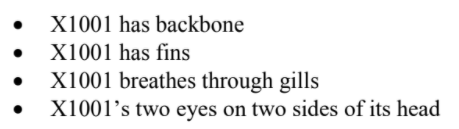 • X1001 has backbone
• X1001 has fins
• X1001 breathes through gills
• X1001’s two eyes on two sides of its head